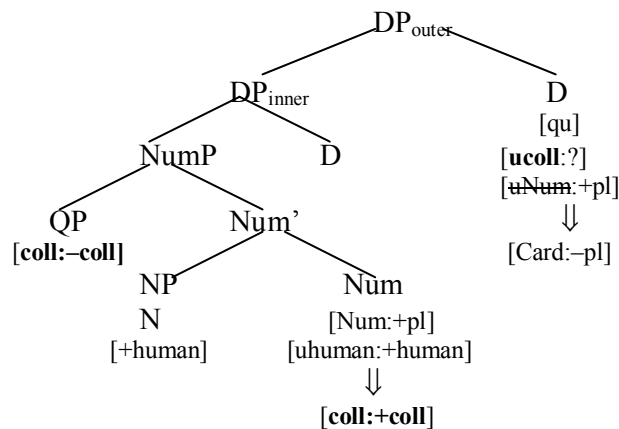 DPouter
DPinner D
[qu]
NumP D [ucoll:?]
[uNum:+pl]
QP Num’ ⇓
[coll:–coll] [Card:–pl]
NP Num
N [Num:+pl]
[+human] [uhuman:+human]
⇓
[coll:+coll]